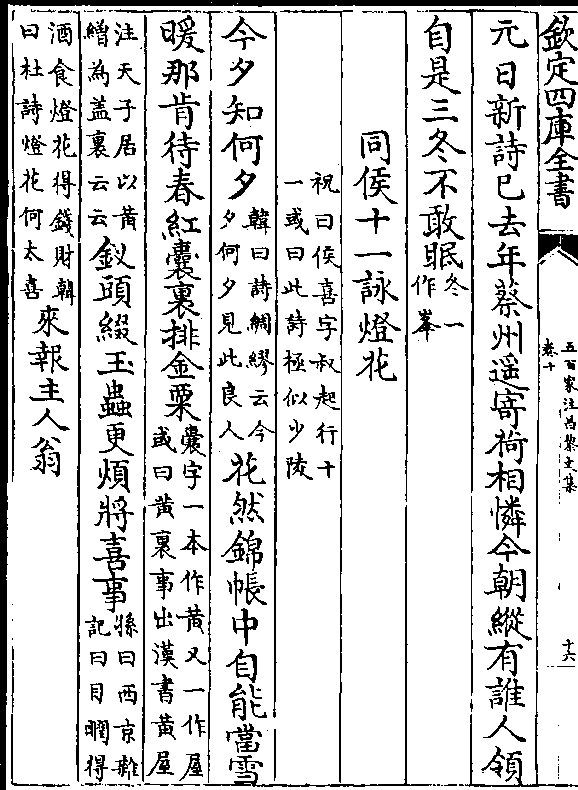 欽定四庫全書
五百家注昌黎文集
卷十
十六
元日新詩已去年蔡州遥寄荷相憐今朝縱有誰人領
自是三冬不敢眠
冬一
作峯
同侯十一詠燈花
祝曰侯喜字叔起行十
一或曰此詩極似少陵
今夕知何夕
韓曰詩綢繆云今
夕何夕見此良人
花然錦帳中自能當雪
暖那肯待春紅囊裏排金粟
囊字一本作黄又一作屋
或曰黄裏事出漢書黄屋
注天子居以黄
繒為蓋裏云云
釵頭綴玉蟲更煩將喜事
孫曰西京雜
記曰目瞤得
酒食燈花得錢財韓
曰杜詩燈花何太喜
來報主人翁